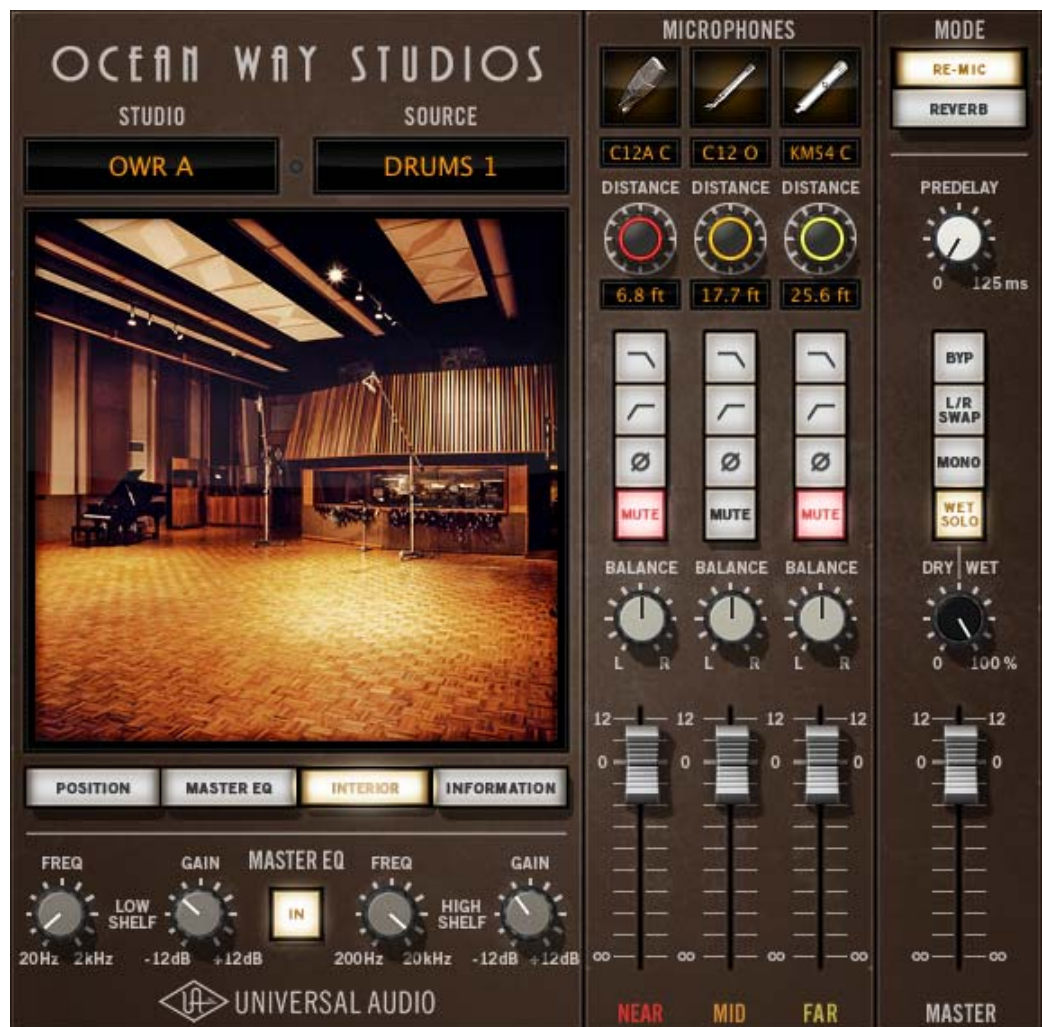 OCEAN WAY STUDIOS
STUDIO SOURCE
OWR A DRUMS 1
POSITION MASTER EQ INTERIOR INFORMATION
FREQ GAIN MASTER EQ FREQ GAIN
LOW SHELF IN HIGH SHELF
20Hz 2kHz -12dB +12dB 200Hz 20kHz -12dB +12dB
UA UNIVERSAL AUDIO
MICROPHONES
C12A C C12 O KM54 C
DISTANCE DISTANCE DISTANCE
6.8 ft 17.7 ft 25.6 ft
Ø Ø Ø
MUTE MUTE MUTE
BALANCE BALANCE BALANCE
L R L R L R
12 12 12 12
0 0 0 0
∞ ∞ ∞ ∞
NEAR MID FAR
MODE
RE-MIC
REVERB
PREDELAY
0 125 ms
BYP
L/R
SWAP
MONO
WET
SOLO
DRY WET
0 100 %
12 12
0 0
∞ ∞
MASTER